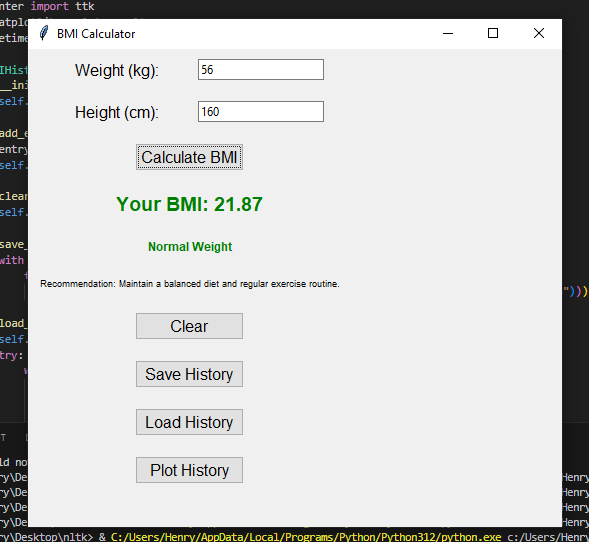 nter import ttk
BMI Calculator
Weight (kg): 56
Height (cm): 160
Calculate BMI
Your BMI: 21.87
Normal Weight
Recommendation: Maintain a balanced diet and regular exercise routine.
Clear
Save History
Load History
Plot History
IHist
__ini
self.
add_e
entry
self.
clear
self.
save_
with
")))
load_
self.
try:
ld no
ry\De
Henry
ry\De
Henry
ry\De
Henry
ry\De
Henry
ry\Desktop\nltk> & C:/Users/Henry/AppData/Local/Programs/Python/Python312/python.exe c:/Users/Henry